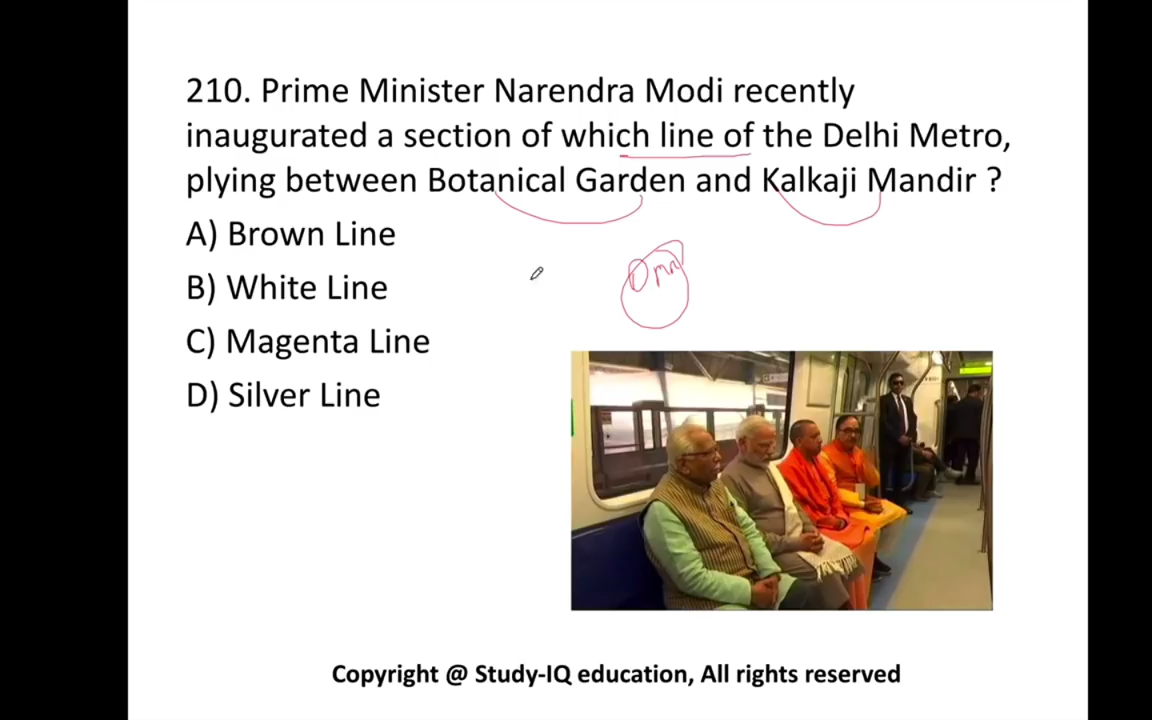 210. Prime Minister Narendra Modi recently
inaugurated a section of which line of the Delhi Metro,
plying between Botanical Garden and Kalkaji Mandir ?
A) Brown Line
B) White Line
C) Magenta Line
D) Silver Line
Copyright @ Study-IQ education, All rights reserved